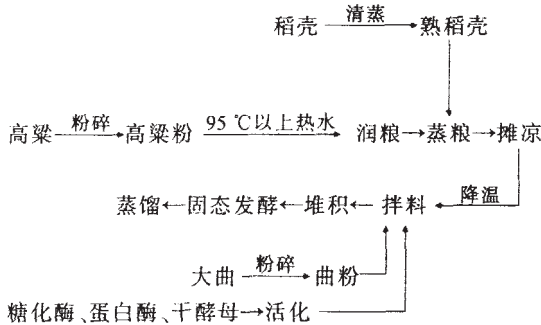 清蒸
稻壳 熟稻壳
粉碎 95 ℃以上热水
高粱 高粱粉 润粮 蒸粮 摊凉
降温
蒸馏 固态发酵 堆积 拌料
粉碎
大曲 曲粉
糖化酶、蛋白酶、干酵母 活化